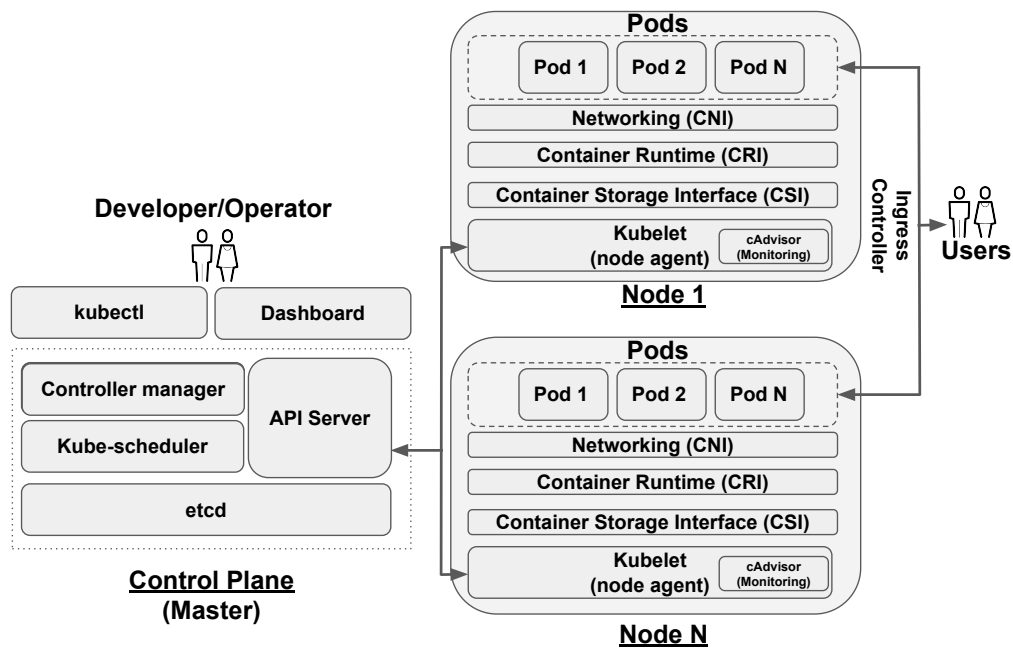 Developer/Operator
kubectl
Dashboard
Controller manager
API Server
Kube-scheduler
etcd
Control Plane
(Master)
Pods
Pod 1
Pod 2
Pod N
Networking (CNI)
Container Runtime (CRI)
Container Storage Interface (CSI)
Kubelet
(node agent)
cAdvisor
(Monitoring)
Node 1
Pods
Pod 1
Pod 2
Pod N
Networking (CNI)
Container Runtime (CRI)
Container Storage Interface (CSI)
Kubelet
(node agent)
cAdvisor
(Monitoring)
Node N
Ingress
Controller
Users